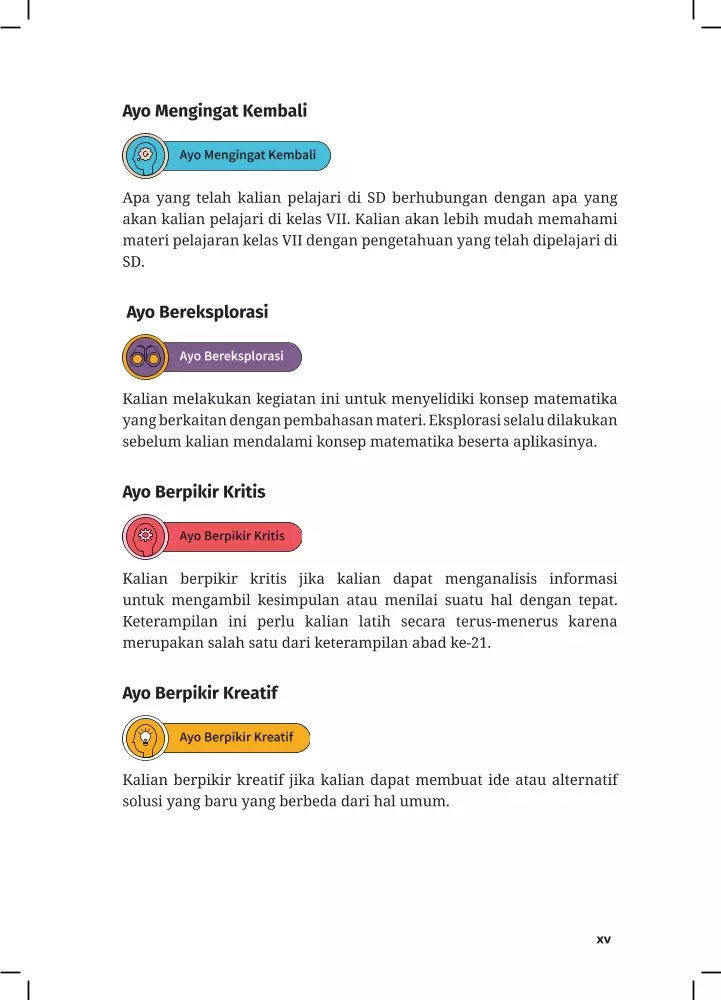 Ayo Mengingat Kembali
Ayo Mengingat Kembali
Apa yang telah kalian pelajari di SD berhubungan dengan apa yang
akan kalian pelajari di kelas VII. Kalian akan lebih mudah memahami
materi pelajaran kelas VII dengan pengetahuan yang telah dipelajari di
SD.
Ayo Bereksplorasi
Ayo Bereksplorasi
Kalian melakukan kegiatan ini untuk menyelidiki konsep matematika
yang berkaitan dengan pembahasan materi. Eksplorasi selalu dilakukan
sebelum kalian mendalami konsep matematika beserta aplikasinya.
Ayo Berpikir Kritis
Ayo Berpikir Kritis
Kalian berpikir kritis jika kalian dapat menganalisis informasi
untuk mengambil kesimpulan atau menilai suatu hal dengan tepat.
Keterampilan ini perlu kalian latih secara terus-menerus karena
merupakan salah satu dari keterampilan abad ke-21.
Ayo Berpikir Kreatif
Ayo Berpikir Kreatif
Kalian berpikir kreatif jika kalian dapat membuat ide atau alternatif
solusi yang baru yang berbeda dari hal umum.
xv